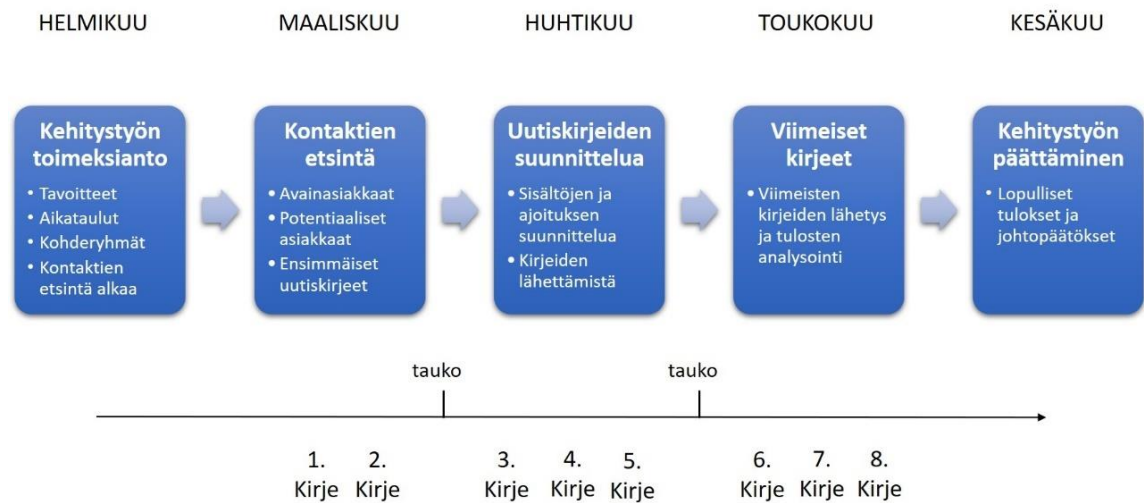 HELMIKUU
MAALISKUU
HUHTIKUU
TOUKOKUU
KESÄKUU
Kehitystyön
toimeksianto
• Tavoitteet
• Aikataulut
• Kohderyhmät
• Kontaktien
etsintä alkaa
Kontaktien
etsintä
• Avainasiakkaat
• Potentiaaliset
asiakkaat
• Ensimmäiset
uutiskirjeet
Uutiskirjeiden
suunnittelua
• Sisältöjen ja
ajoituksen
suunnittelua
• Kirjeiden
lähettämistä
Viimeiset
kirjeet
• Viimeisten
kirjeiden lähetys
ja tulosten
analysointi
Kehitystyön
päättäminen
• Lopulliset
tulokset ja
johtopäätökset
tauko
tauko
1.
Kirje
2.
Kirje
3.
Kirje
4.
Kirje
5.
Kirje
6.
Kirje
7.
Kirje
8.
Kirje